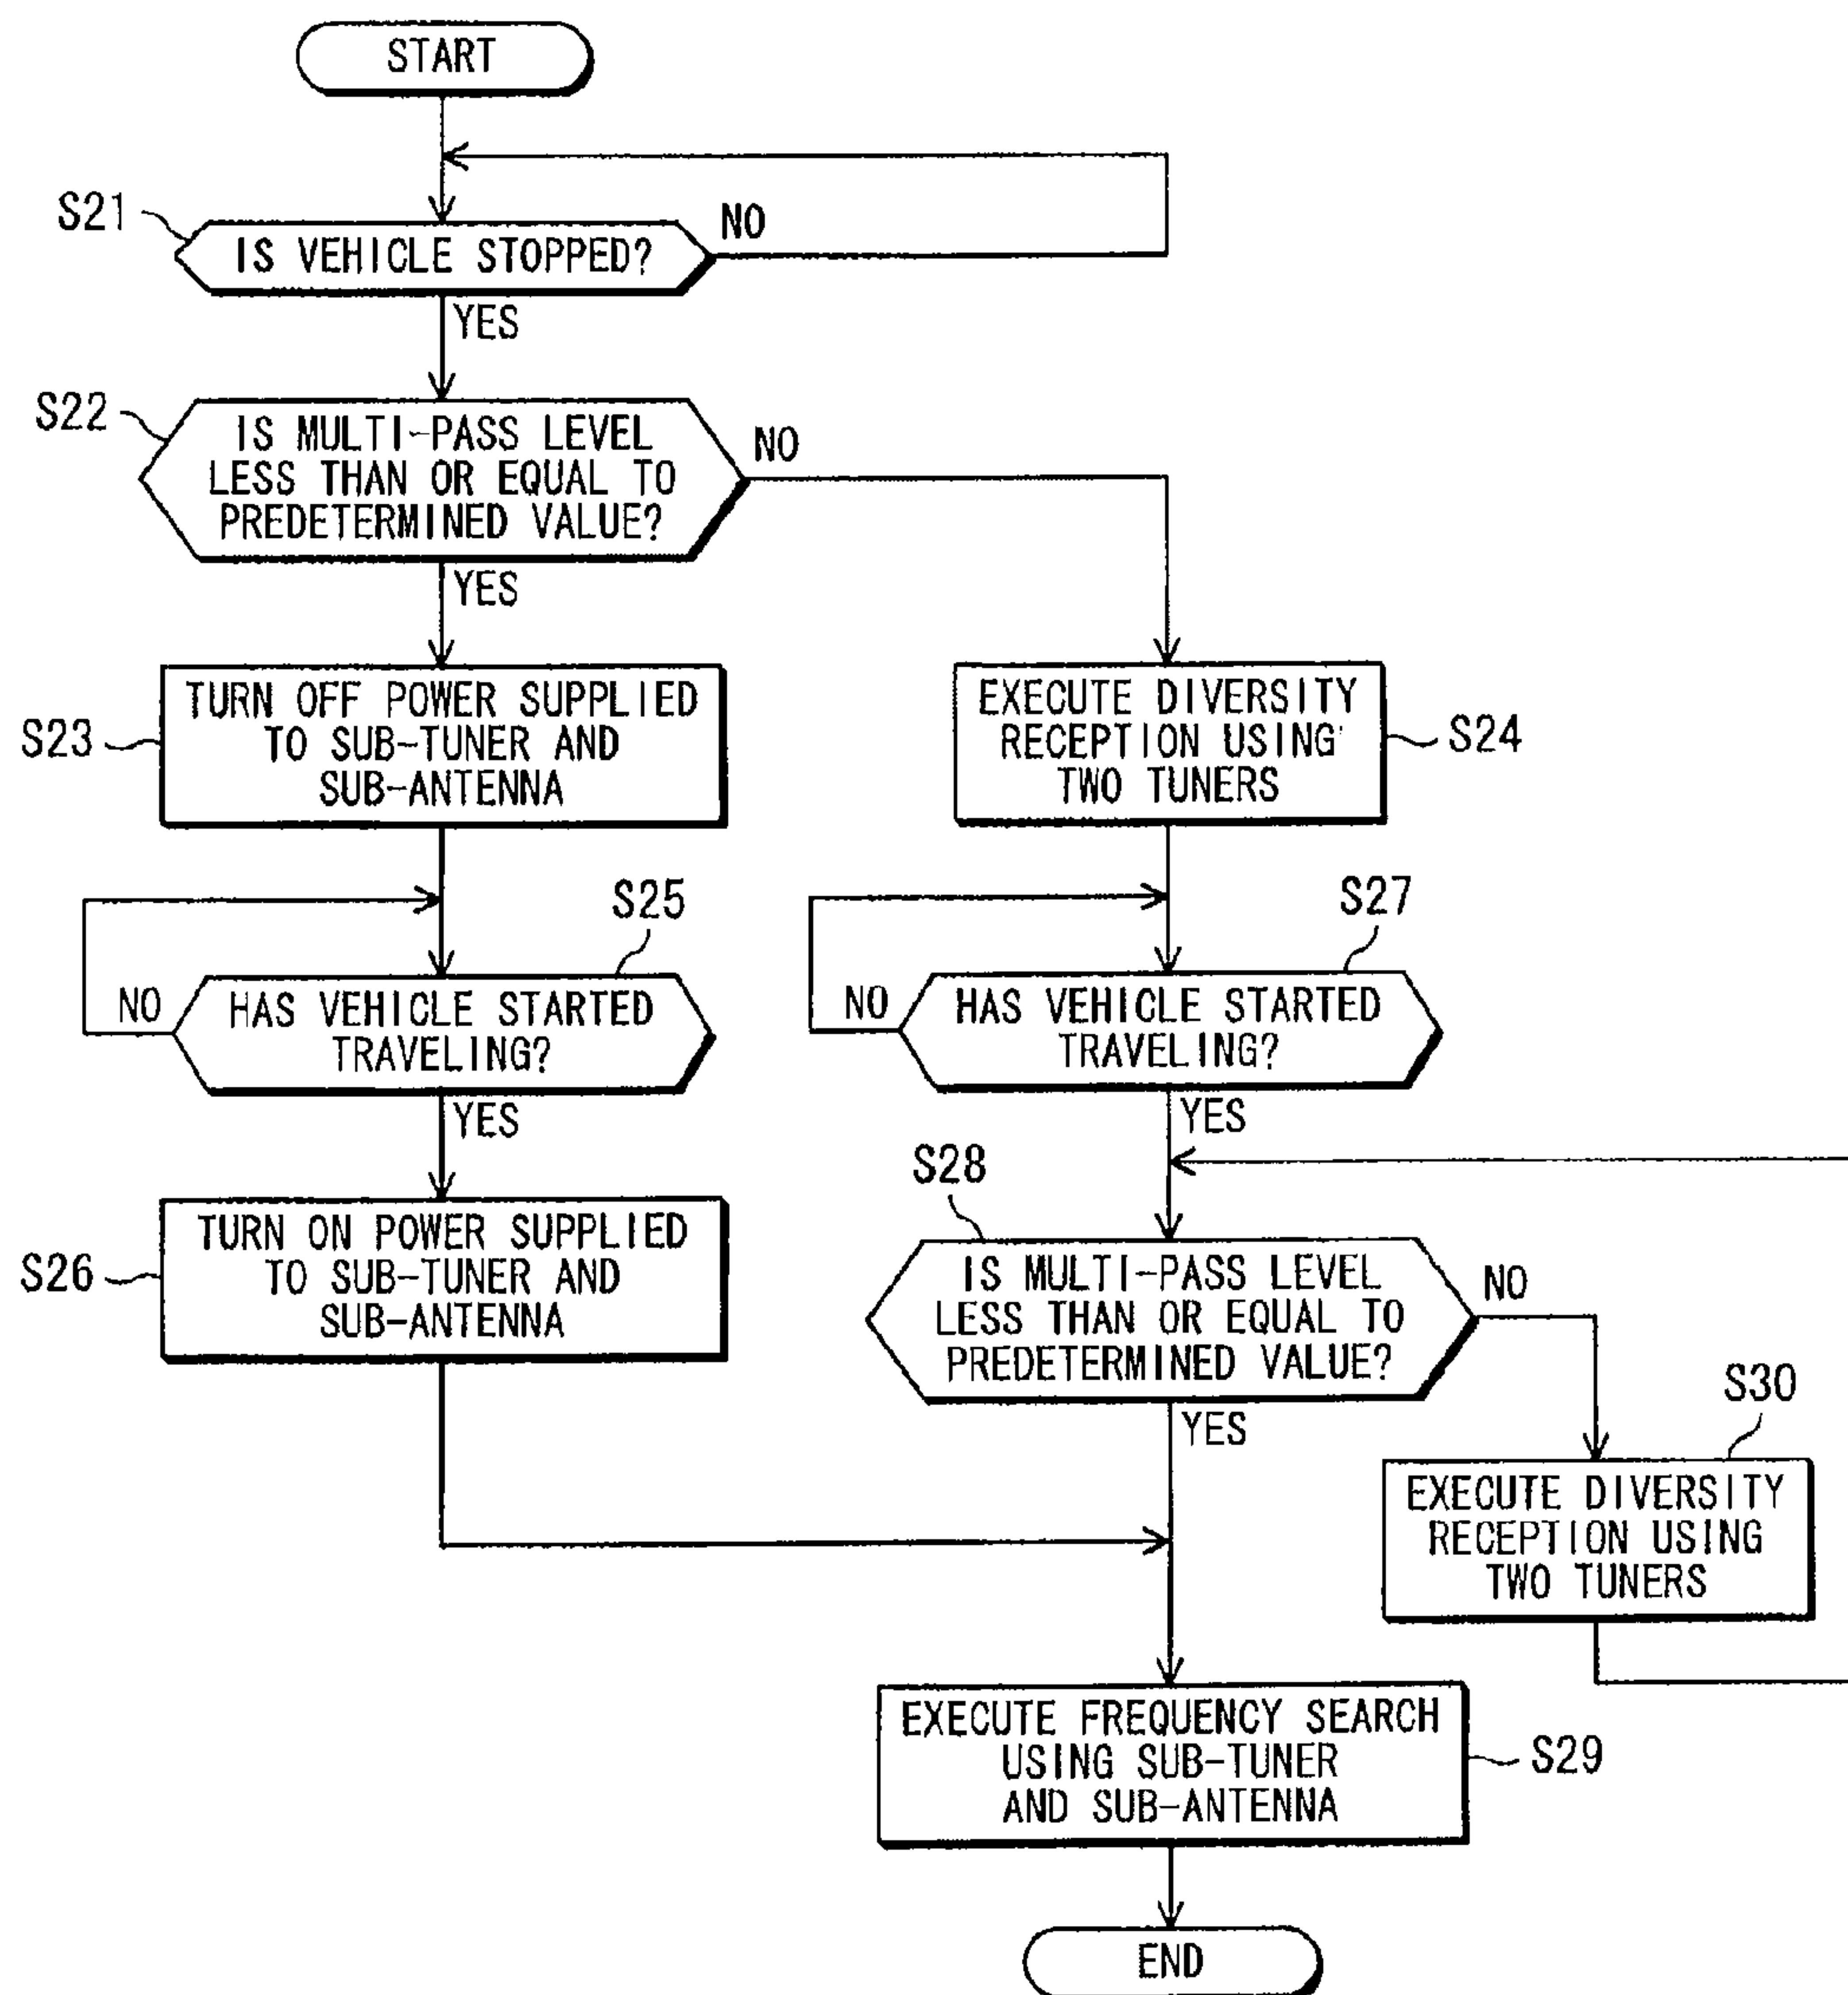 START
S21
IS VEHICLE STOPPED?
NO
YES
S22
IS MULTI-PASS LEVEL
LESS THAN OR EQUAL TO
PREDETERMINED VALUE?
NO
YES
S23
TURN OFF POWER SUPPLIED
TO SUB-TUNER AND
SUB-ANTENNA
EXECUTE DIVERSITY
RECEPTION USING
TWO TUNERS
S24
S25
NO
HAS VEHICLE STARTED
TRAVELING?
YES
S27
NO
HAS VEHICLE STARTED
TRAVELING?
YES
S26
TURN ON POWER SUPPLIED
TO SUB-TUNER AND
SUB-ANTENNA
S28
IS MULTI-PASS LEVEL
LESS THAN OR EQUAL TO
PREDETERMINED VALUE?
NO
YES
S30
EXECUTE DIVERSITY
RECEPTION USING
TWO TUNERS
EXECUTE FREQUENCY SEARCH
USING SUB-TUNER
AND SUB-ANTENNA
S29
END